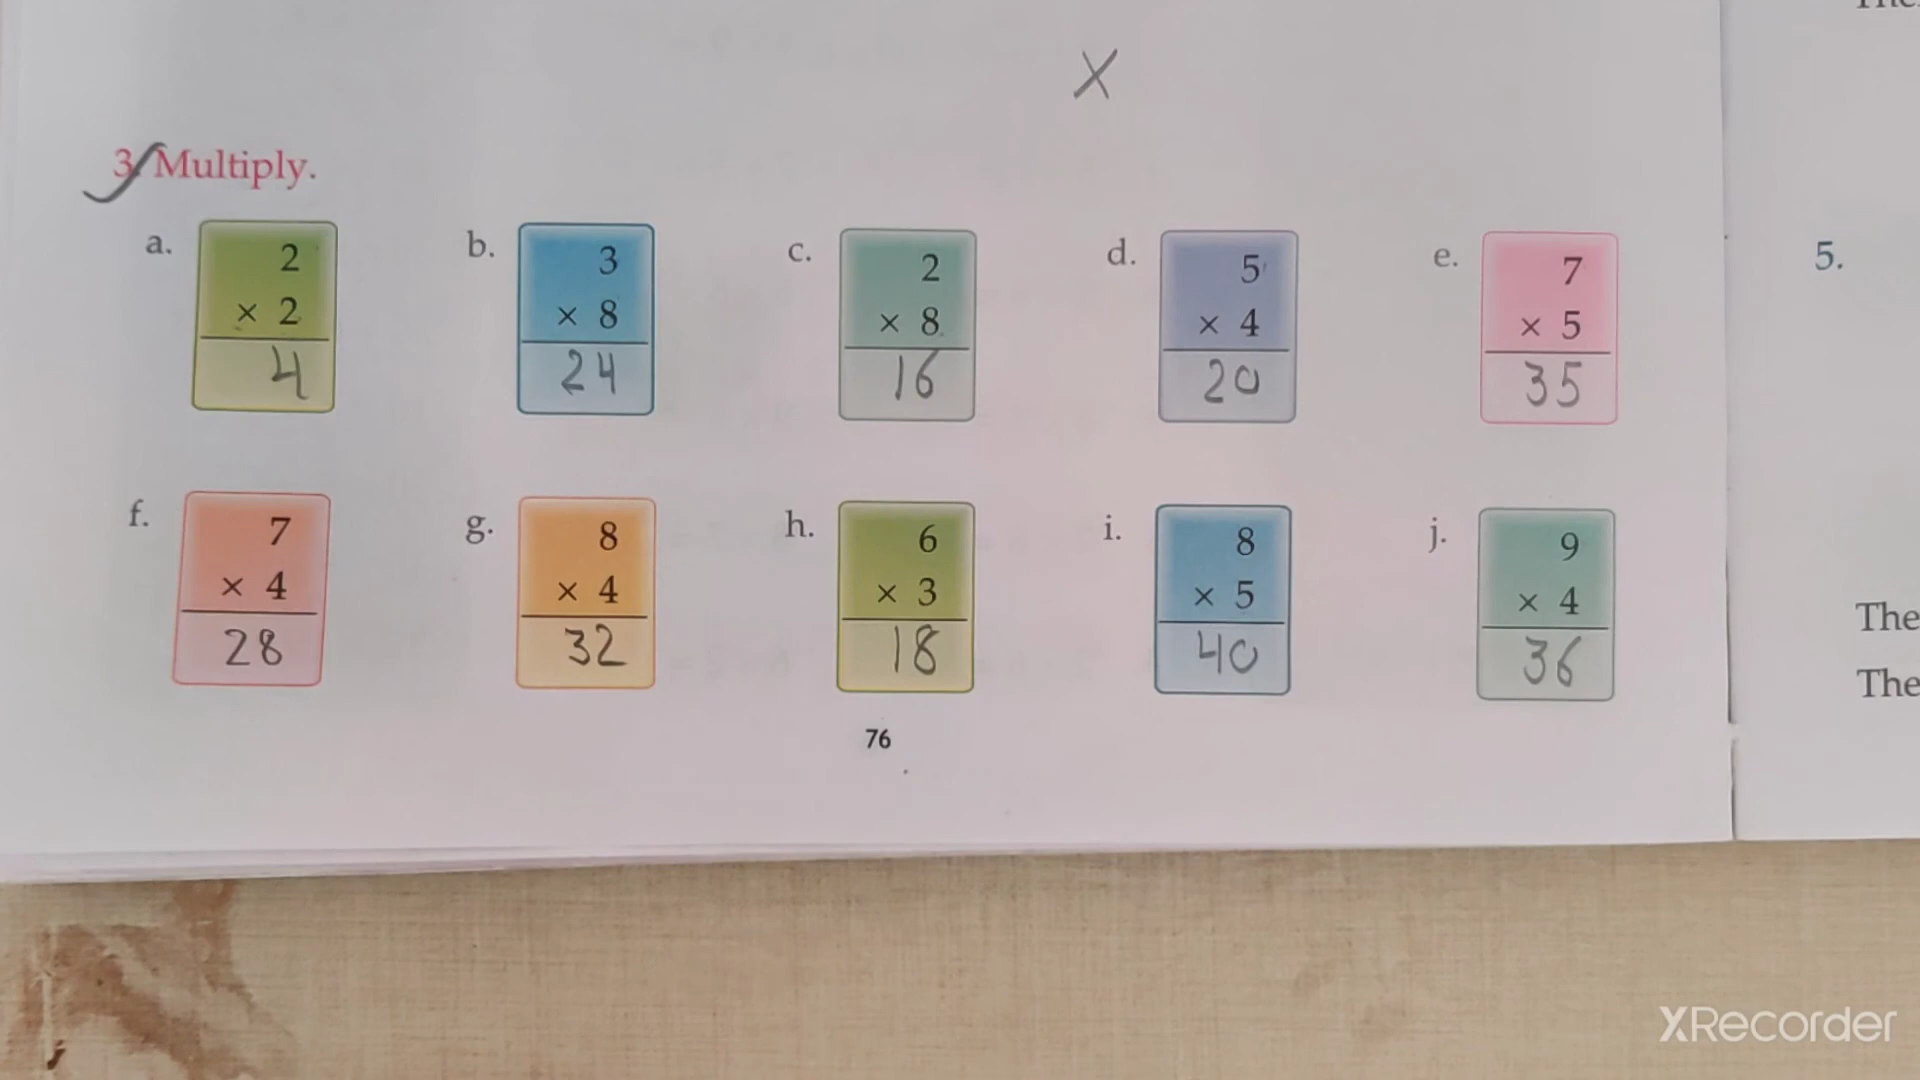 X
3. Multiply.
a. 2 × 2 4
b. 3 × 8 24
c. 2 × 8 16
d. 5 × 4 20
e. 7 × 5 35
f. 7 × 4 28
g. 8 × 4 32
h. 6 × 3 18
i. 8 × 5 40
j. 9 × 4 36
76
5.
The
The
XRecorder